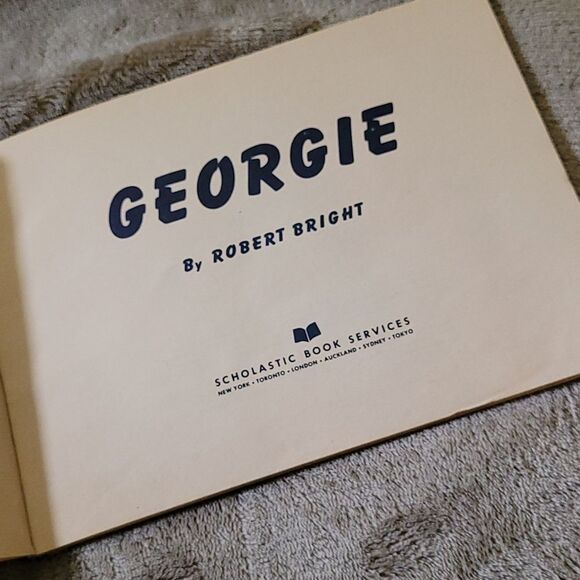 GEORGIE
By ROBERT BRIGHT
SCHOLASTIC BOOK SERVICES
NEW YORK • TORONTO • LONDON • AUCKLAND • SYDNEY • TOKYO